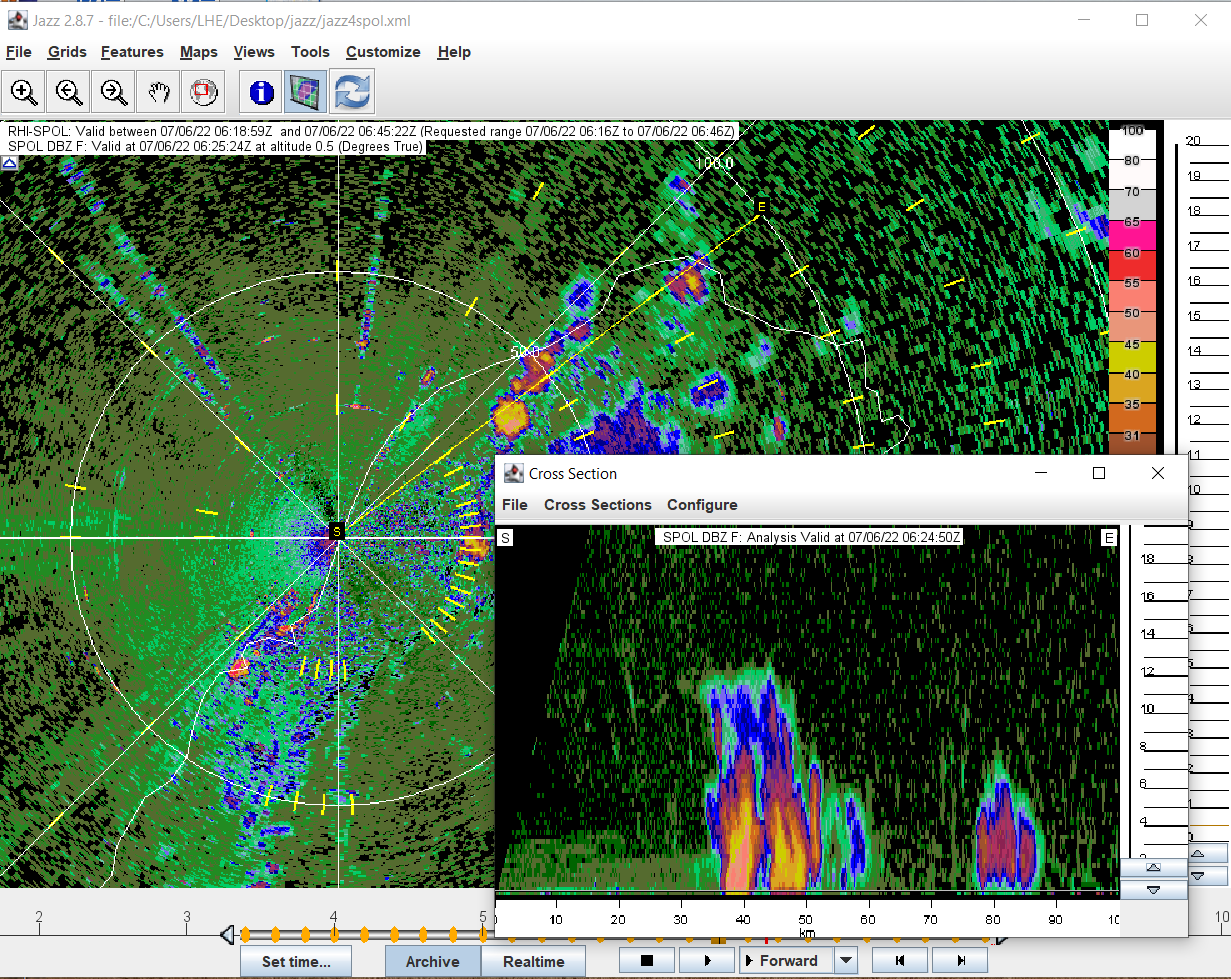 Jazz 2.8.7 - file:/C:/Users/LHE/Desktop/jazz/jazz4spol.xml
File Grids Features Maps Views Tools Customize Help
RHI-SPOL: Valid between 07/06/22 06:18:59Z and 07/06/22 06:45:22Z (Requested range 07/06/22 06:16Z to 07/06/22 06:46Z)
SPOL DBZ F: Valid at 07/06/22 06:25:24Z at altitude 0.5 (Degrees True)
100.0
E
50.0
S
100
80
70
65
60
55
50
45
40
35
31
20
19
18
17
16
15
14
13
12
11
10
Cross Section
File Cross Sections Configure
S
SPOL DBZ F: Analysis Valid at 07/06/22 06:24:50Z
E
18
16
14
12
10
8
6
4
10 20 30 40 50 60 70 80 90
km
2 3 4 5 10
Set time... Archive Realtime Forward